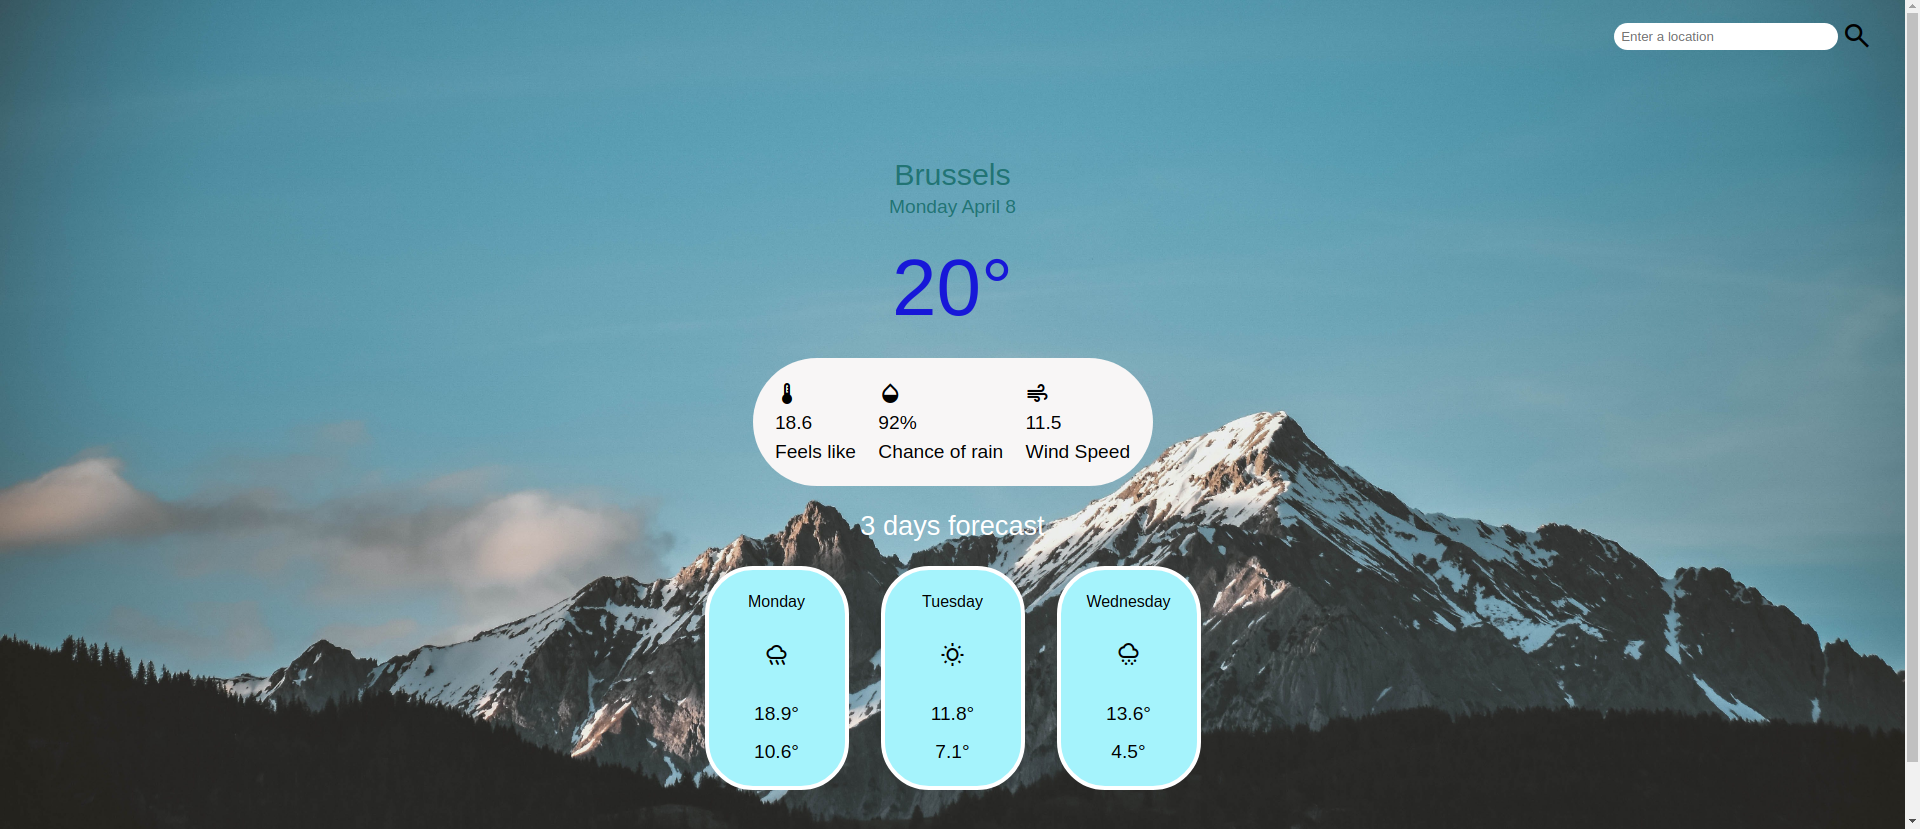 Enter a location
Brussels
Monday April 8
20°
18.6 92% 11.5
Feels like Chance of rain Wind Speed
3 days forecast
Monday Tuesday Wednesday
18.9° 11.8° 13.6°
10.6° 7.1° 4.5°